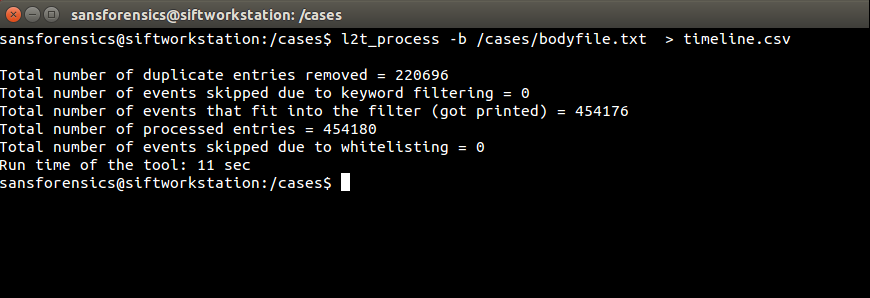 sansforensics@siftworkstation: /cases
sansforensics@siftworkstation:/cases$ l2t_process -b /cases/bodyfile.txt  > timeline.csv
Total number of duplicate entries removed = 220696
Total number of events skipped due to keyword filtering = 0
Total number of events that fit into the filter (got printed) = 454176
Total number of processed entries = 454180
Total number of events skipped due to whitelisting = 0
Run time of the tool: 11 sec
sansforensics@siftworkstation:/cases$